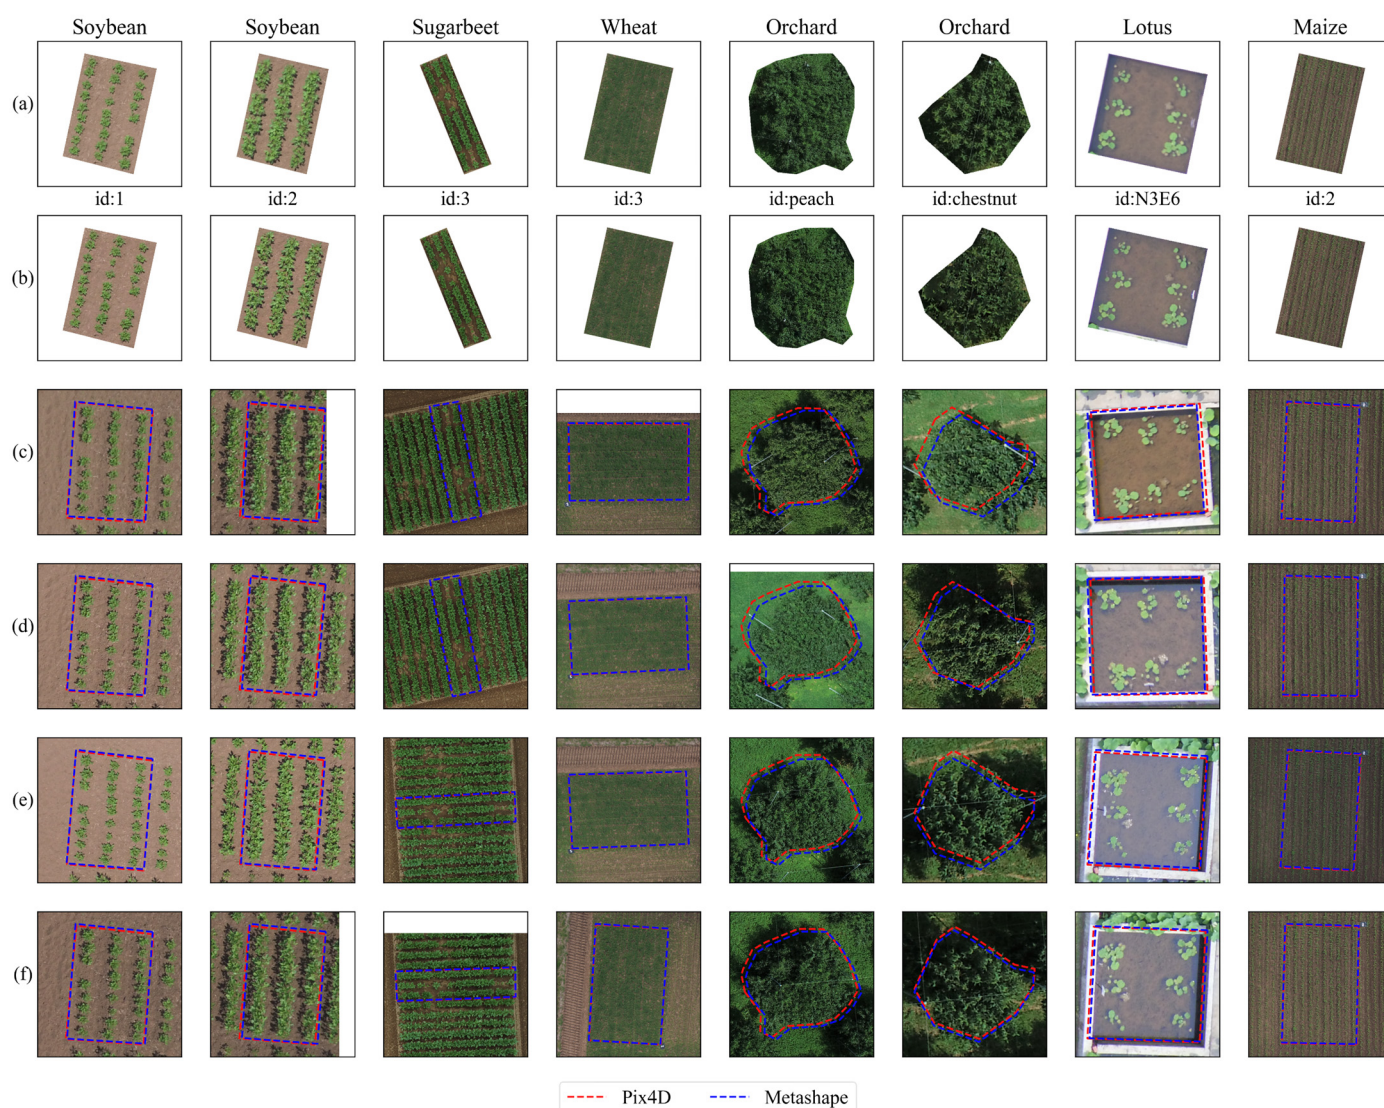 Soybean Soybean Sugarbeet Wheat Orchard Orchard Lotus Maize
(a)
id:1 id:2 id:3 id:3 id:peach id:chestnut id:N3E6 id:2
(b)
(c)
(d)
(e)
(f)
Pix4D Metashape